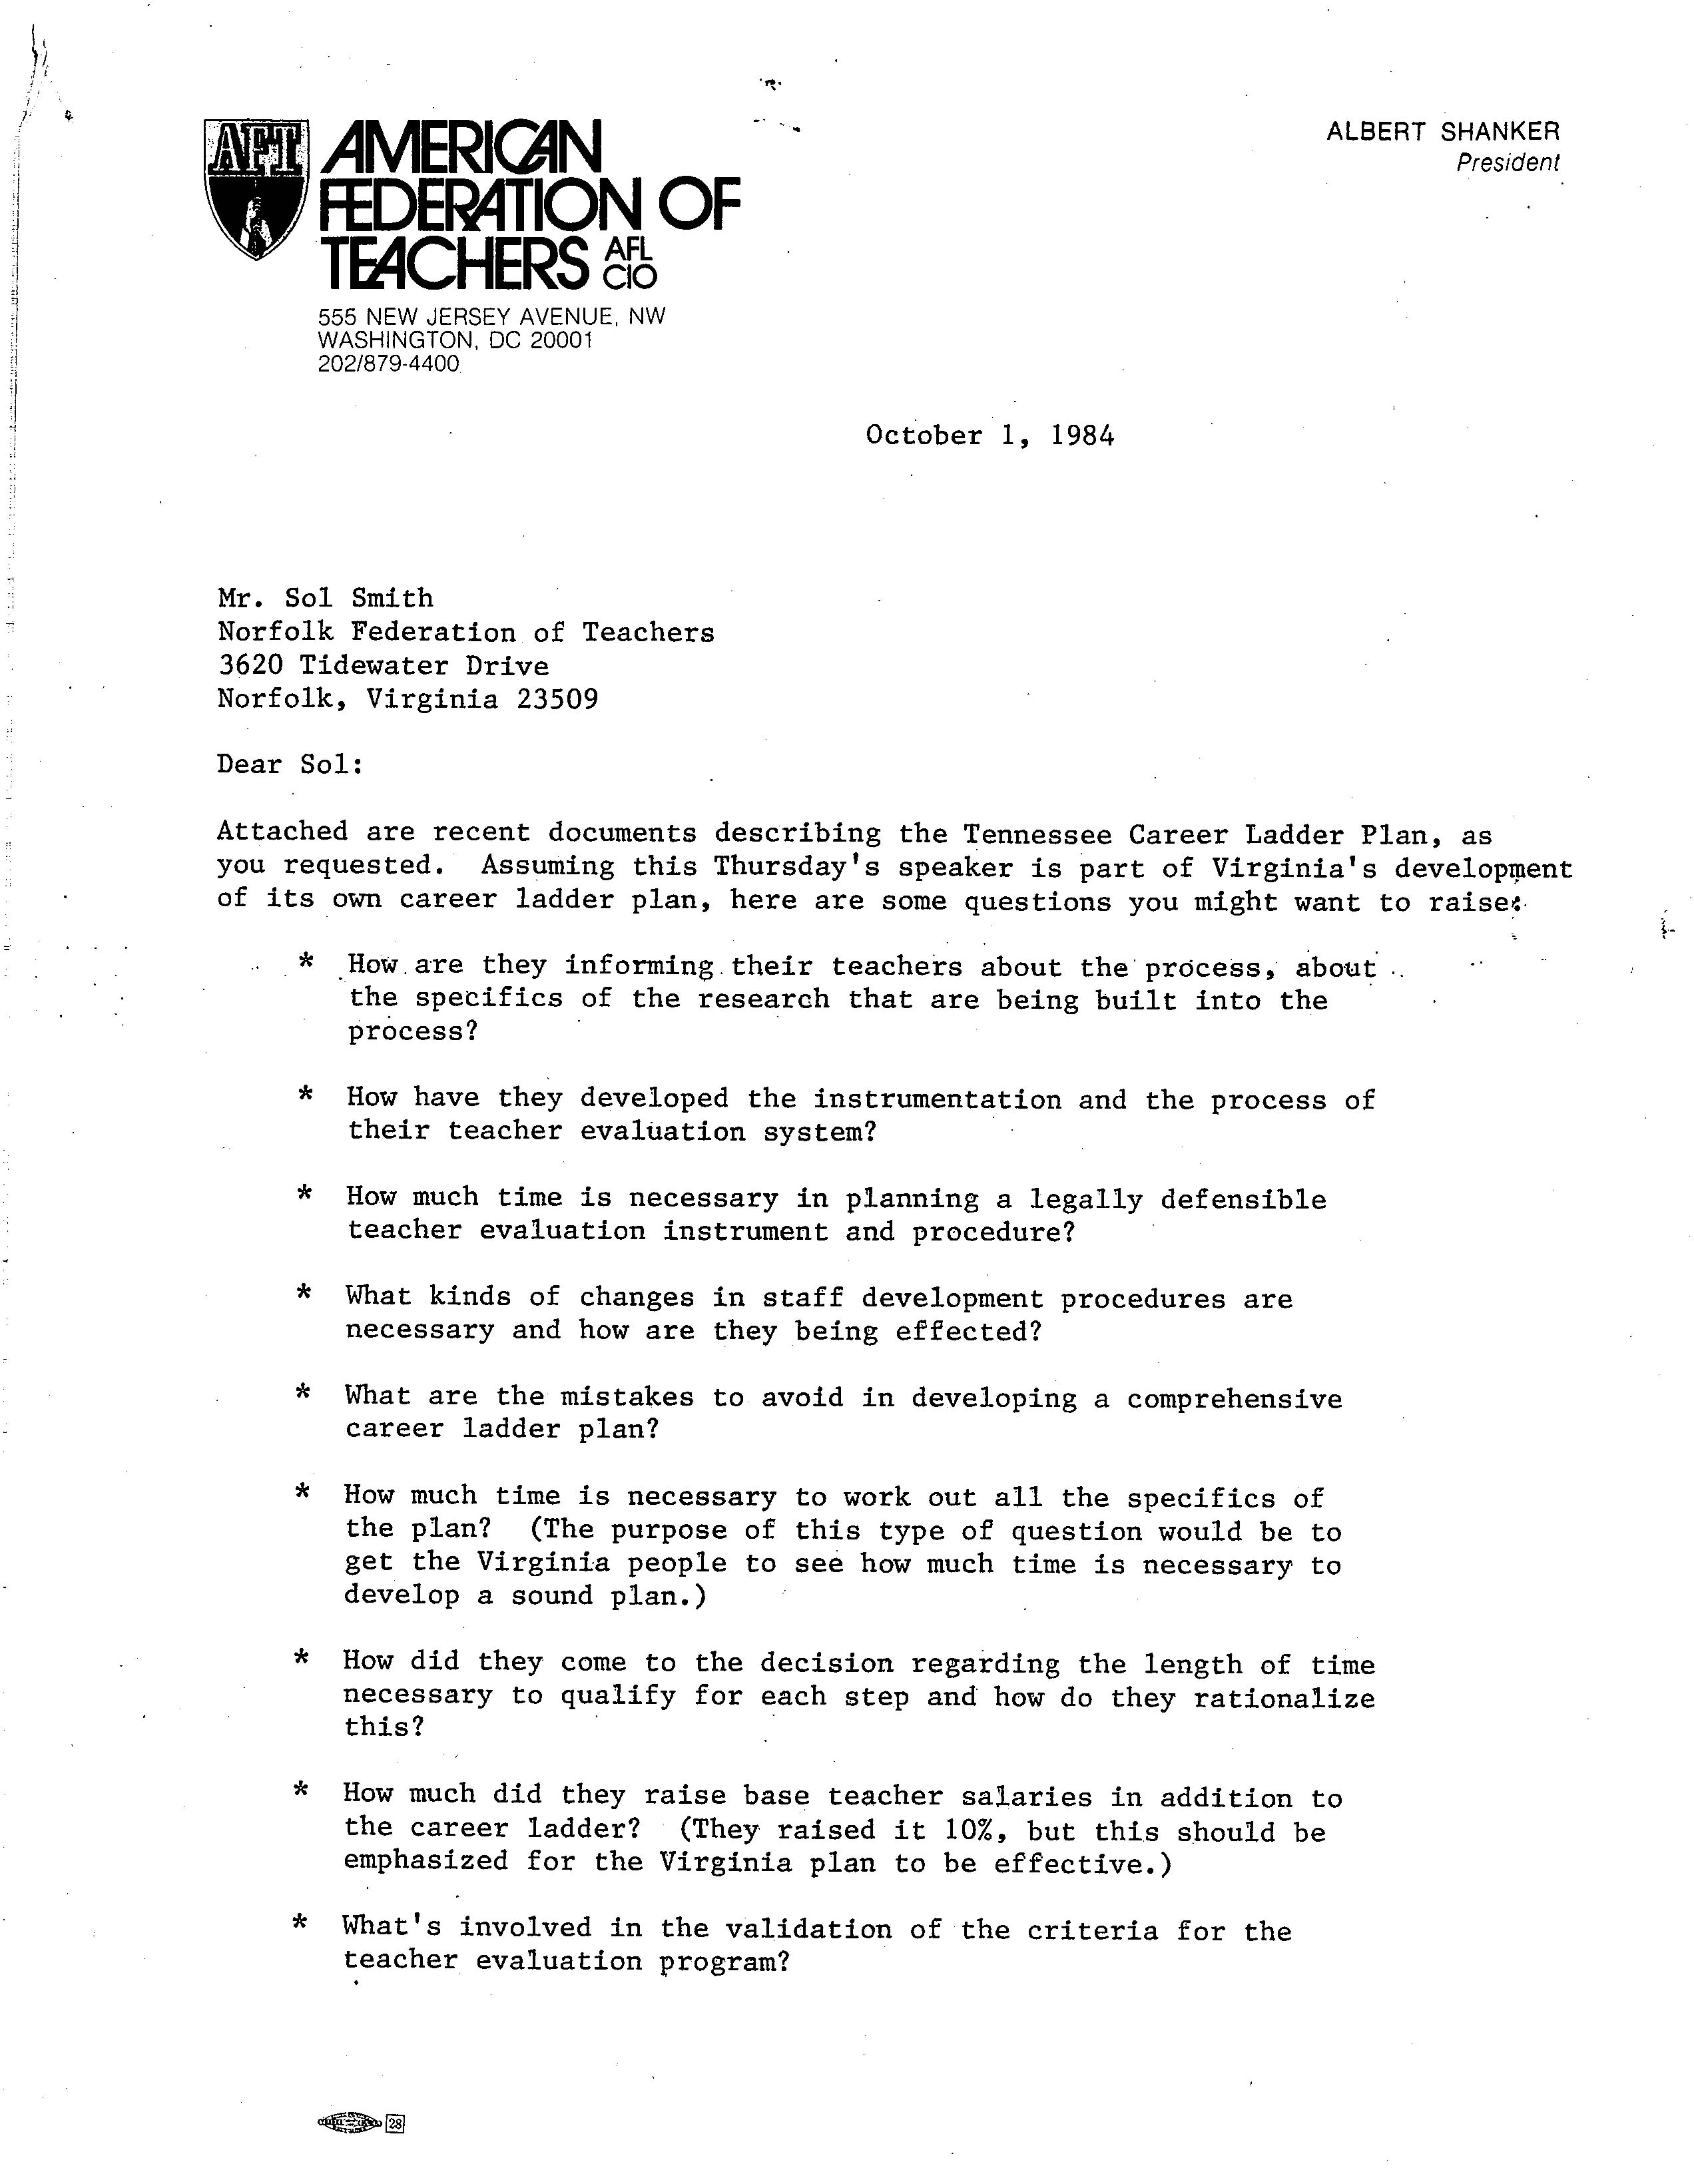 AFT
AMERICAN
FEDERATION OF
TEACHERS AFL
CIO
555 NEW JERSEY AVENUE, NW
WASHINGTON, DC 20001
202/879-4400
ALBERT SHANKER
President
October 1, 1984
Mr. Sol Smith
Norfolk Federation of Teachers
3620 Tidewater Drive
Norfolk, Virginia 23509
Dear Sol:
Attached are recent documents describing the Tennessee Career Ladder Plan, as
you requested. Assuming this Thursday's speaker is part of Virginia's development
of its own career ladder plan, here are some questions you might want to raise:
* How are they informing their teachers about the process, about
the specifics of the research that are being built into the
process?
* How have they developed the instrumentation and the process of
their teacher evaluation system?
* How much time is necessary in planning a legally defensible
teacher evaluation instrument and procedure?
* What kinds of changes in staff development procedures are
necessary and how are they being effected?
* What are the mistakes to avoid in developing a comprehensive
career ladder plan?
* How much time is necessary to work out all the specifics of
the plan? (The purpose of this type of question would be to
get the Virginia people to see how much time is necessary to
develop a sound plan.)
* How did they come to the decision regarding the length of time
necessary to qualify for each step and how do they rationalize
this?
* How much did they raise base teacher salaries in addition to
the career ladder? (They raised it 10%, but this should be
emphasized for the Virginia plan to be effective.)
* What's involved in the validation of the criteria for the
teacher evaluation program?
28